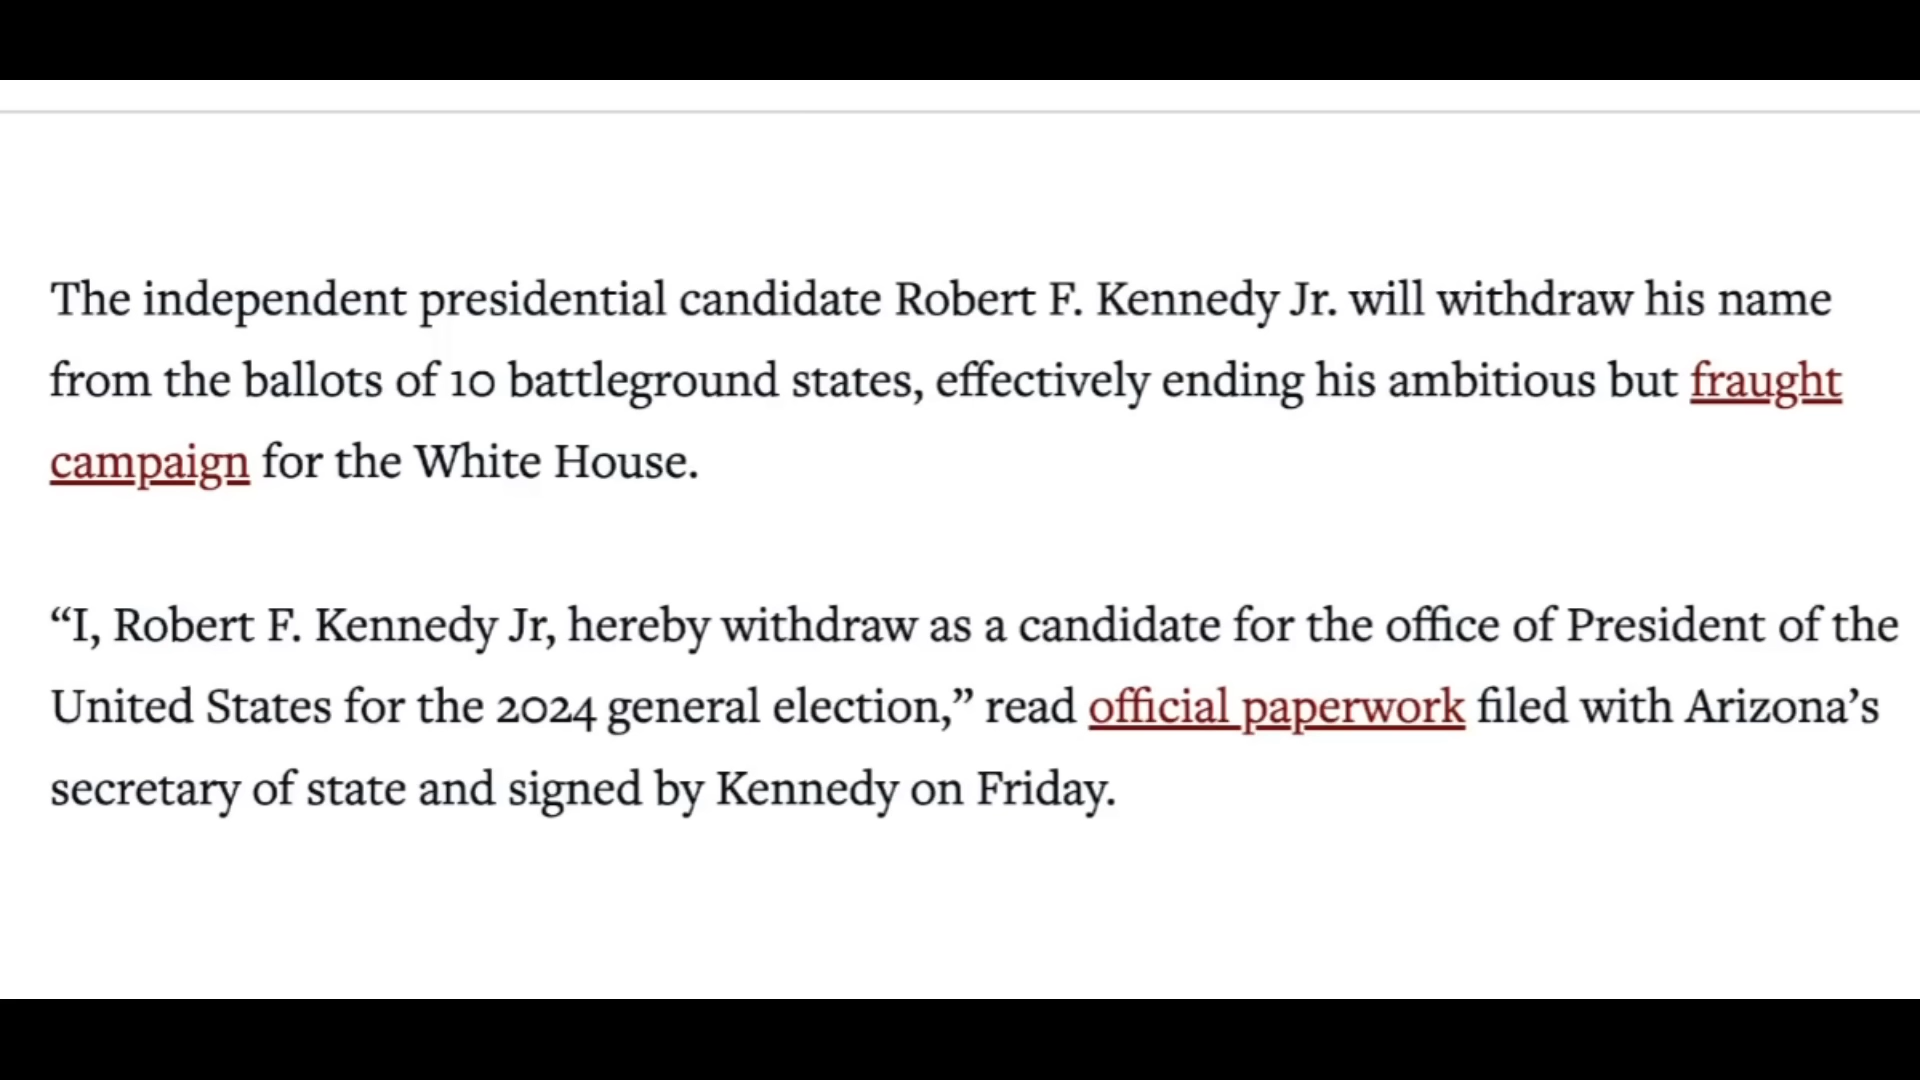 The independent presidential candidate Robert F. Kennedy Jr. will withdraw his name
from the ballots of 10 battleground states, effectively ending his ambitious but fraught
campaign for the White House.
“I, Robert F. Kennedy Jr, hereby withdraw as a candidate for the office of President of the
United States for the 2024 general election,” read official paperwork filed with Arizona’s
secretary of state and signed by Kennedy on Friday.